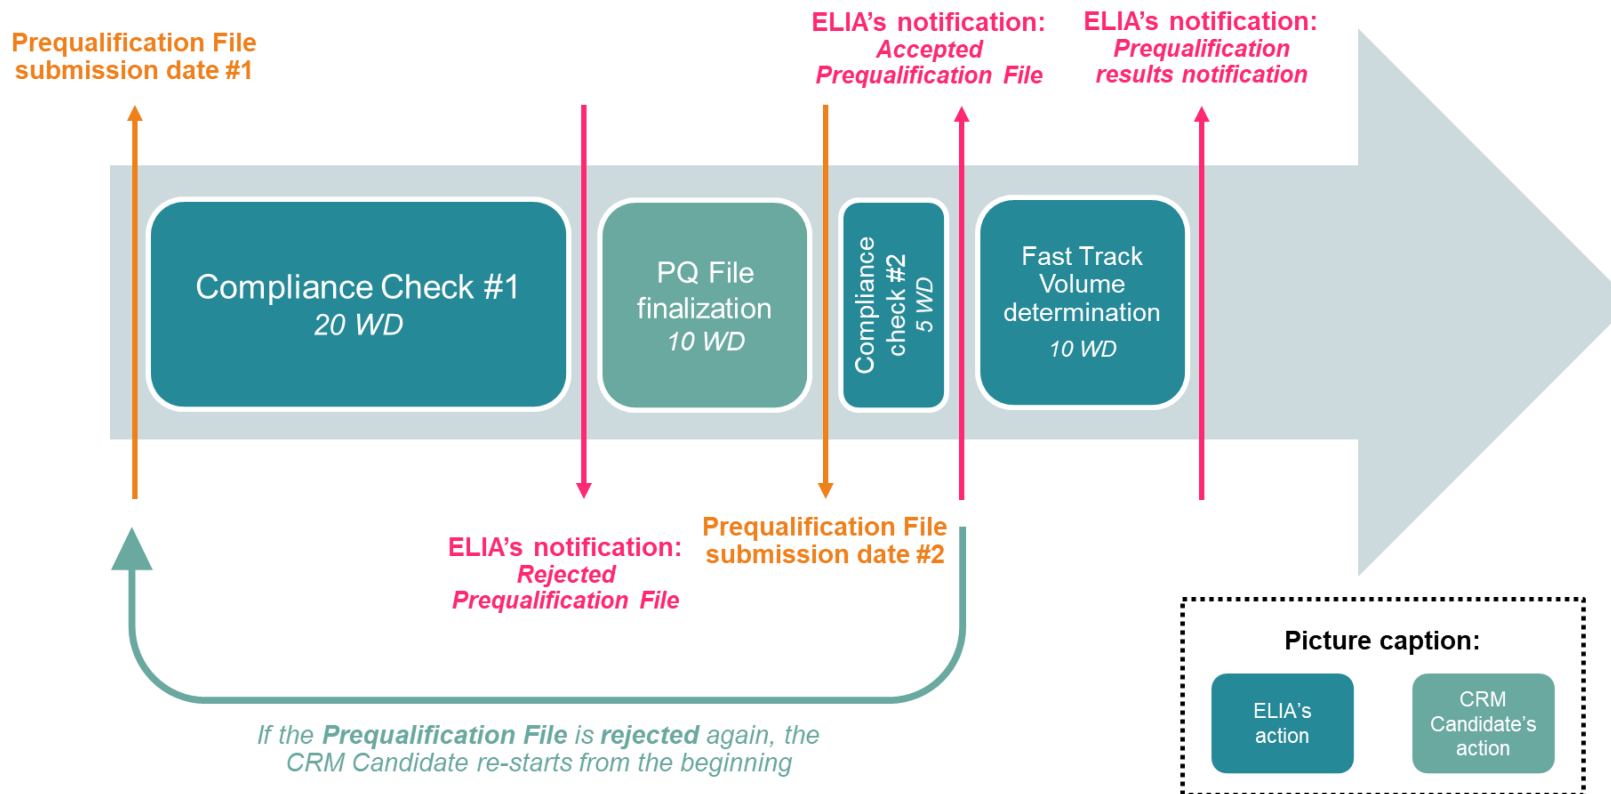 Prequalification File
submission date #1
ELIA's notification:
Accepted
Prequalification File
ELIA's notification:
Prequalification
results notification
Compliance Check #1
20 WD
PQ File
finalization
10 WD
Compliance
check #2
5 WD
Fast Track
Volume
determination
10 WD
ELIA's notification:
Rejected
Prequalification File
Prequalification File
submission date #2
If the Prequalification File is rejected again, the
CRM Candidate re-starts from the beginning
Picture caption:
ELIA's
action
CRM
Candidate's
action